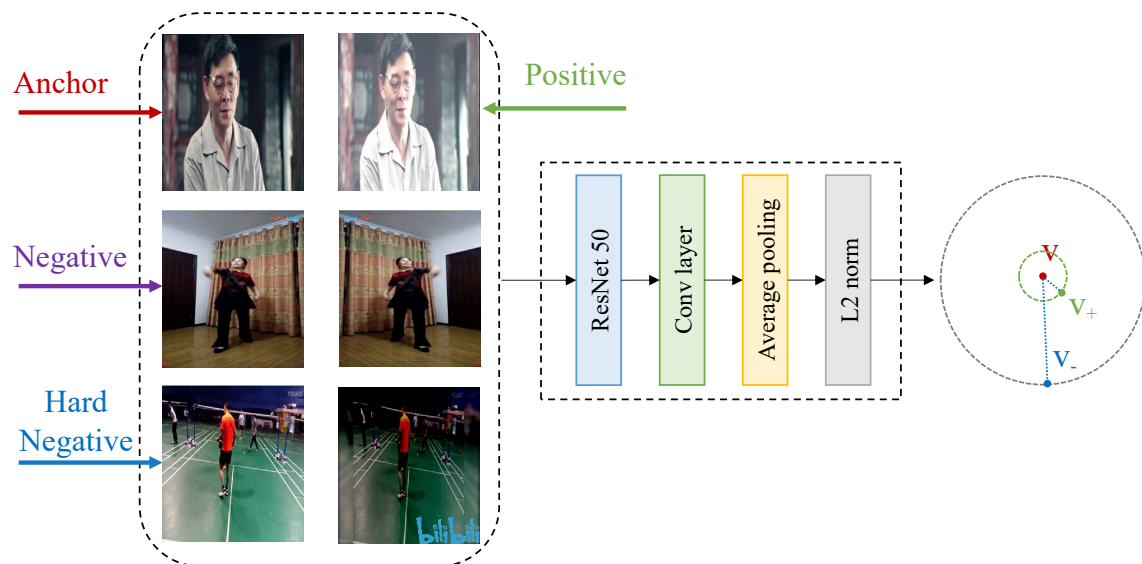 Anchor
Positive
Negative
Hard
Negative
bilibili
ResNet 50
Conv layer
Average pooling
L2 norm
V
V+
V-